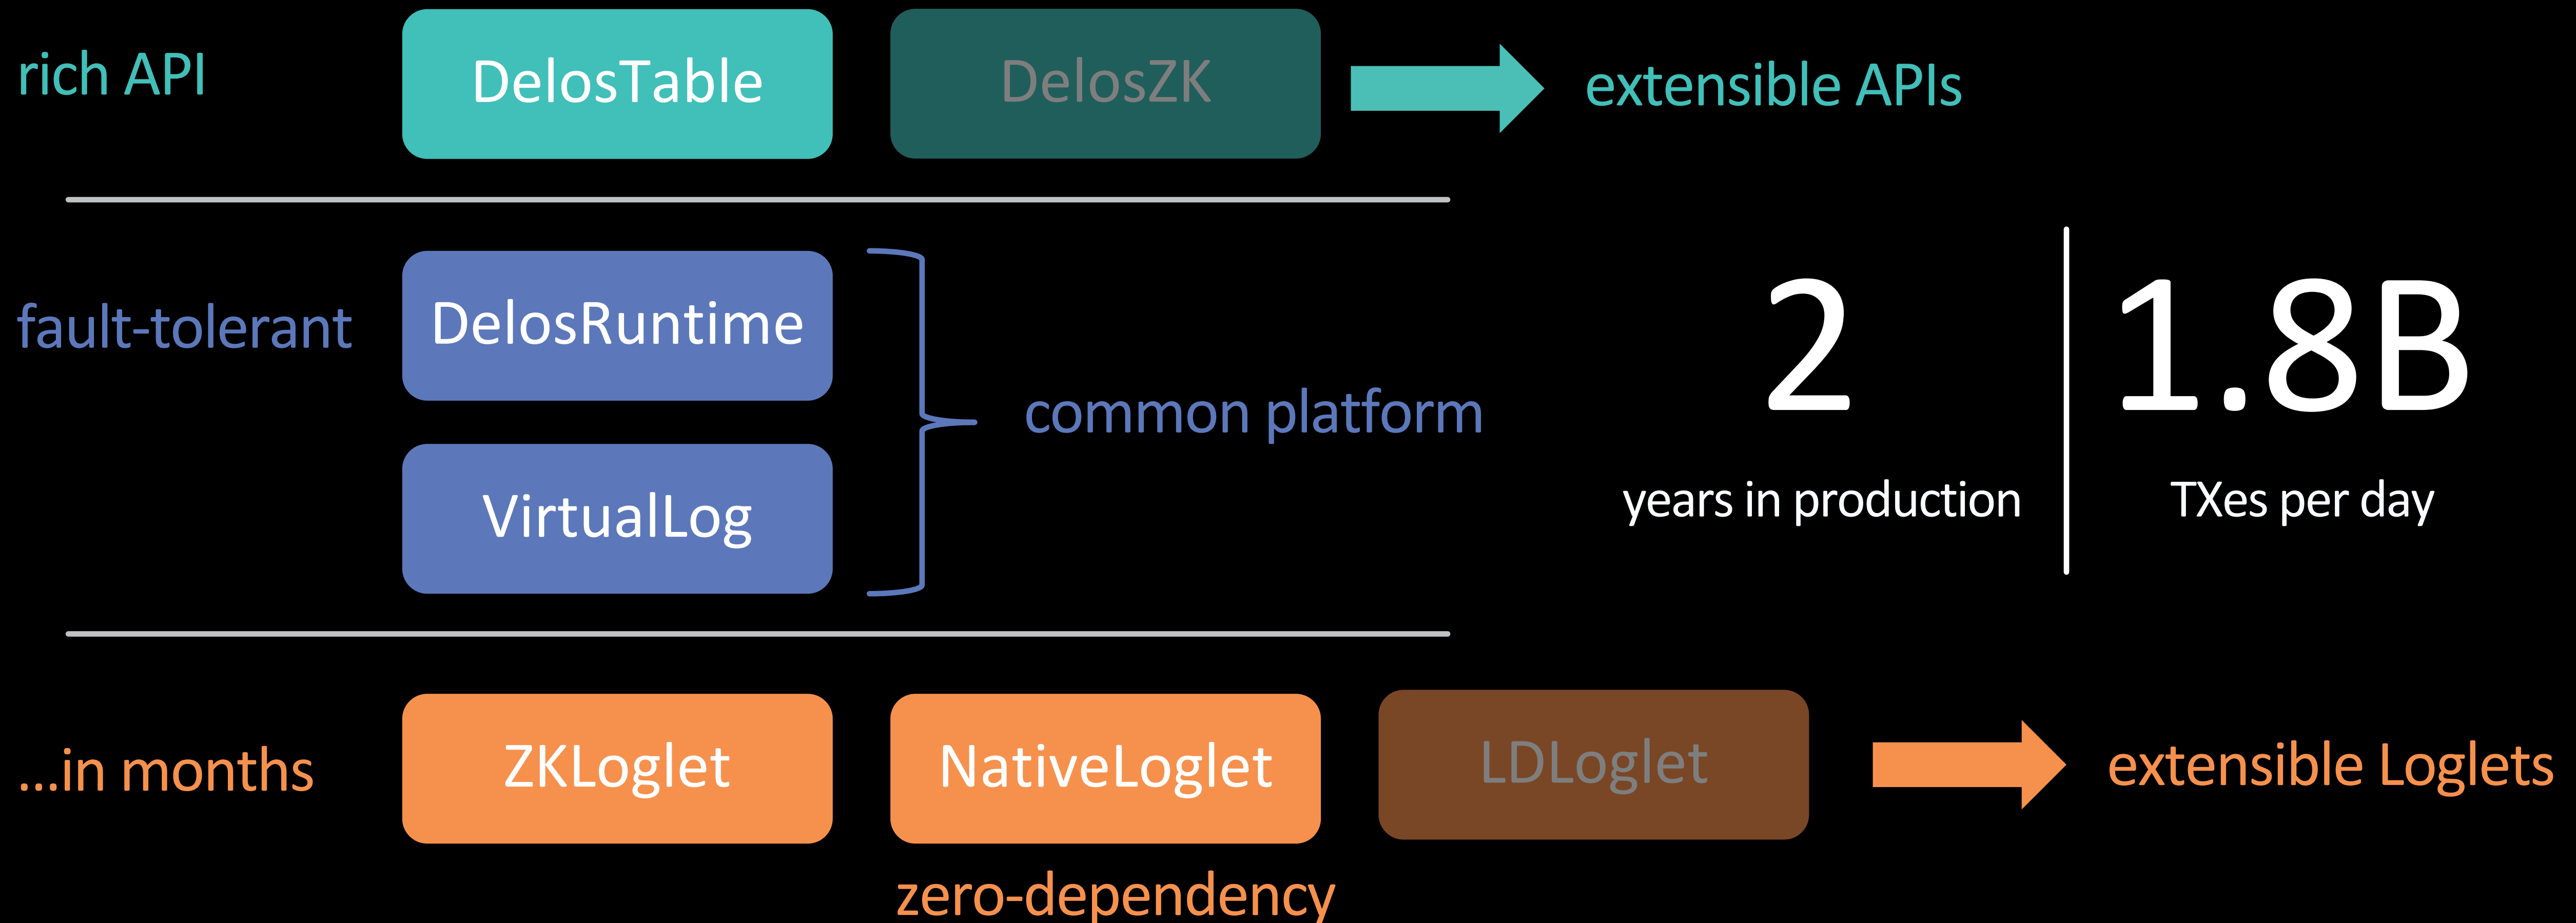 rich API
DelosTable
DelosZK
extensible APIs
fault-tolerant
DelosRuntime
VirtualLog
common platform
2
years in production
1.8B
TXes per day
...in months
ZKLoglet
NativeLoglet
LDLoglet
extensible Loglets
zero-dependency